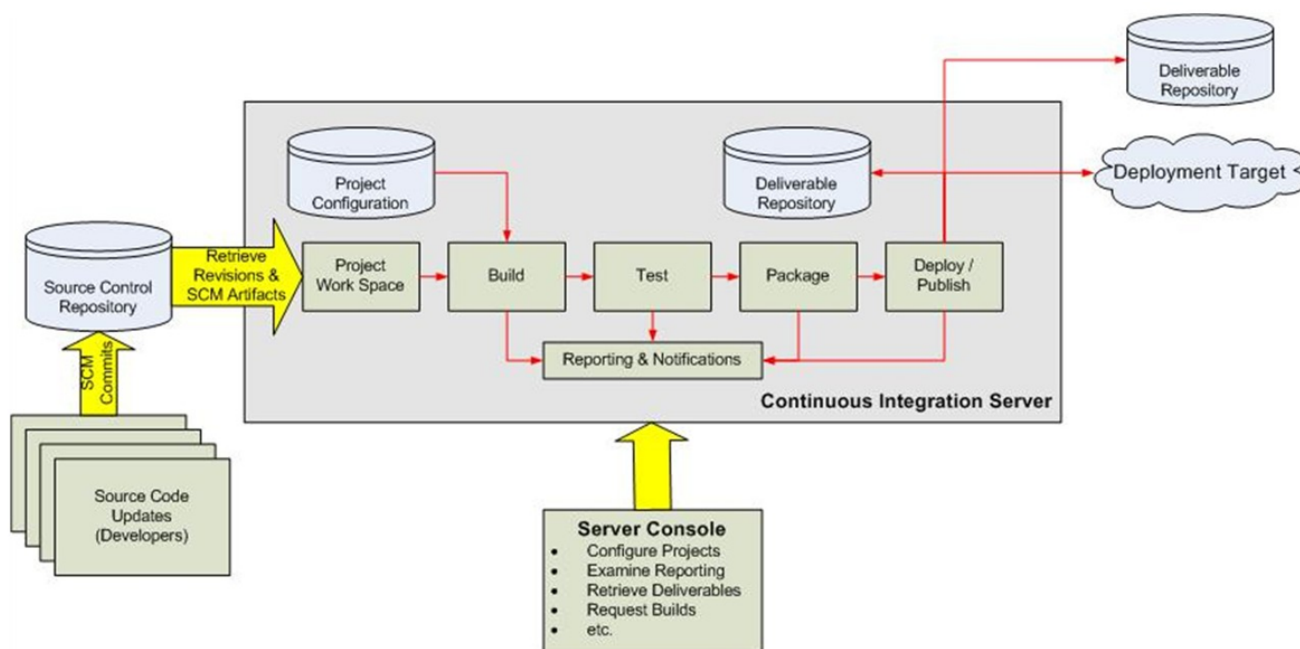 Deliverable
Repository
Deployment Target
Project
Configuration
Deliverable
Repository
Source Control
Repository
Retrieve
Revisions &
SCM Artifacts
Project
Work Space
Build
Test
Package
Deploy /
Publish
Reporting & Notifications
Continuous Integration Server
SCM
Commits
Source Code
Updates
(Developers)
Server Console
• Configure Projects
• Examine Reporting
• Retrieve Deliverables
• Request Builds
• etc.